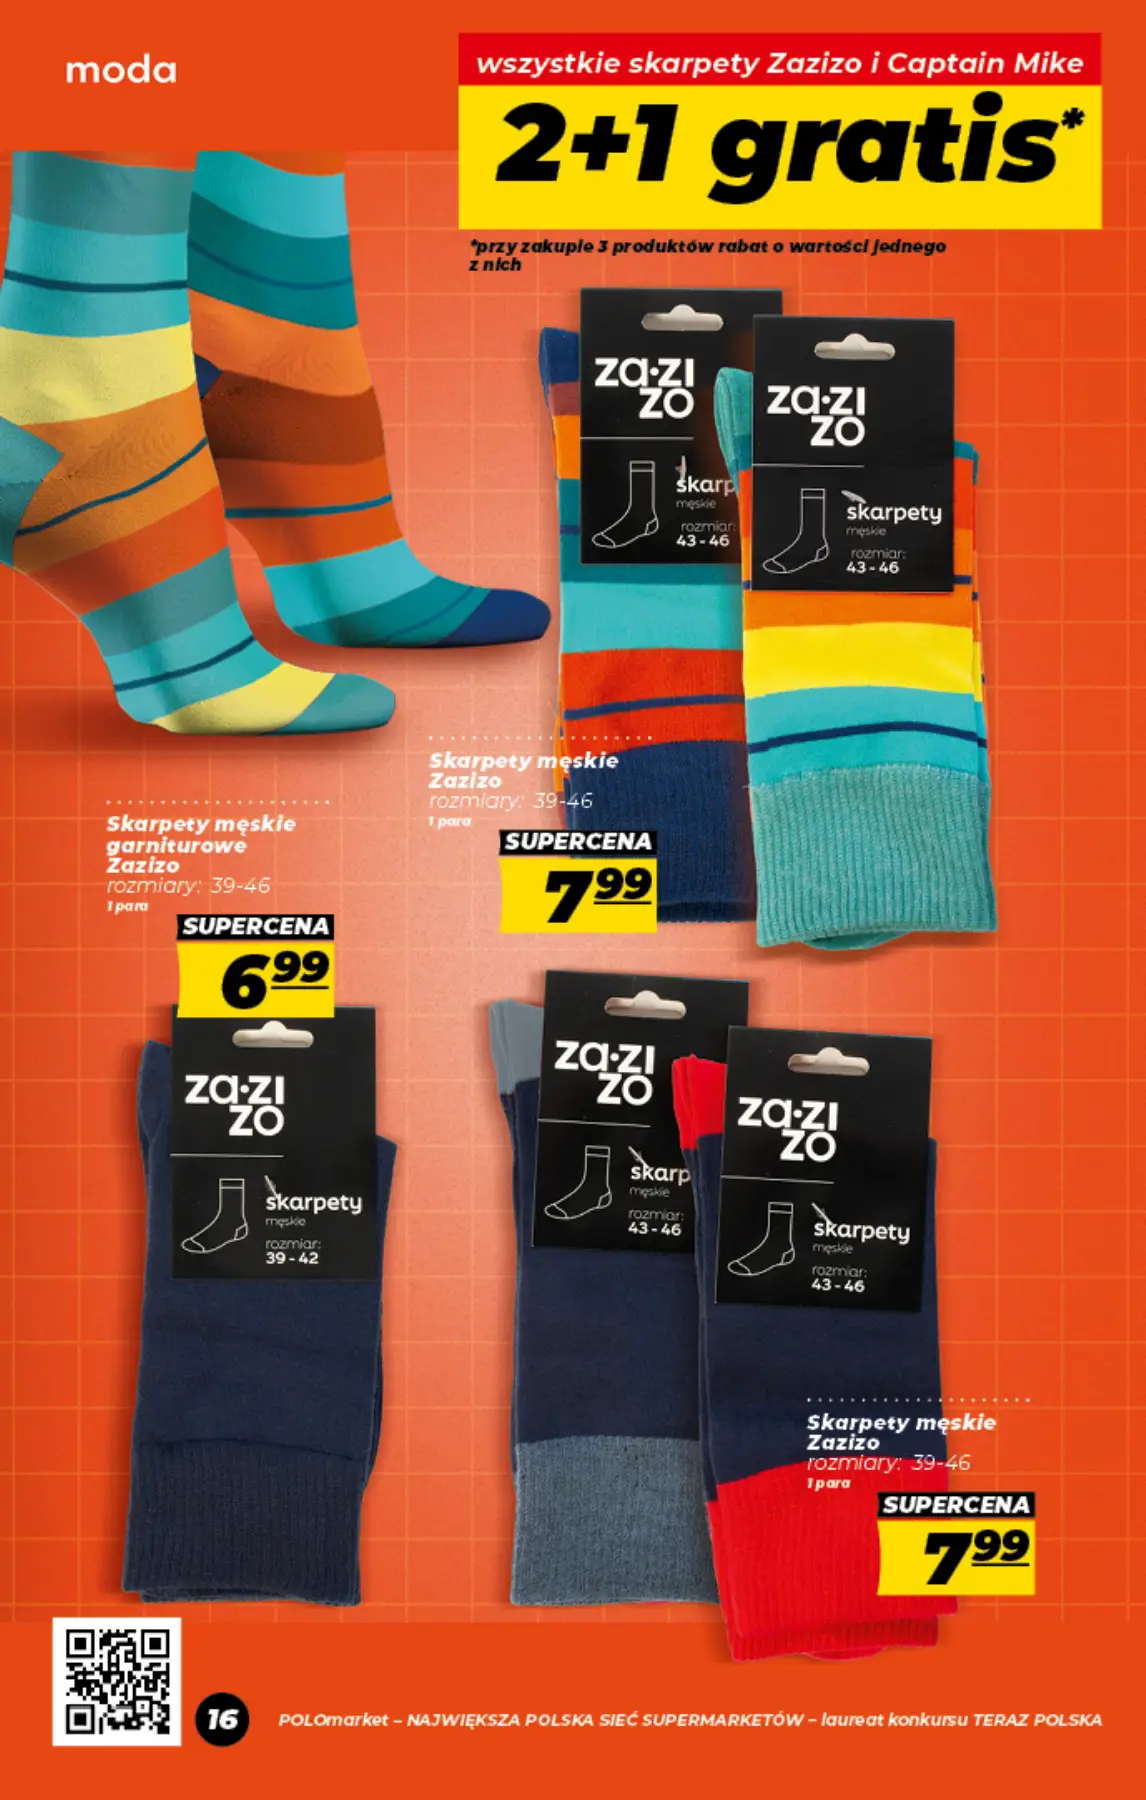 moda
wszystkie skarpety Zazizo i Captain Mike
2+1 gratis*
*przy zakupie 3 produktów rabat o wartości jednego
z nich
za·zi
zo
skarp
męskie
rozmiar:
43 - 46
za·zi
zo
skarpety
męskie
rozmiar:
43 - 46
Skarpety męskie
Zazizo
rozmiary: 39-46
1 para
SUPERCENA
7 99
Skarpety męskie
garniturowe
Zazizo
rozmiary: 39-46
1 para
SUPERCENA
6 99
za·zi
zo
skarpety
męskie
rozmiar:
39 - 42
za·zi
zo
skarp
męskie
rozmiar:
43 - 46
za·zi
zo
skarpety
męskie
rozmiar:
43 - 46
Skarpety męskie
Zazizo
rozmiary: 39-46
1 para
SUPERCENA
7 99
16
POLOmarket – NAJWIĘKSZA POLSKA SIEĆ SUPERMARKETÓW – laureat konkursu TERAZ POLSKA